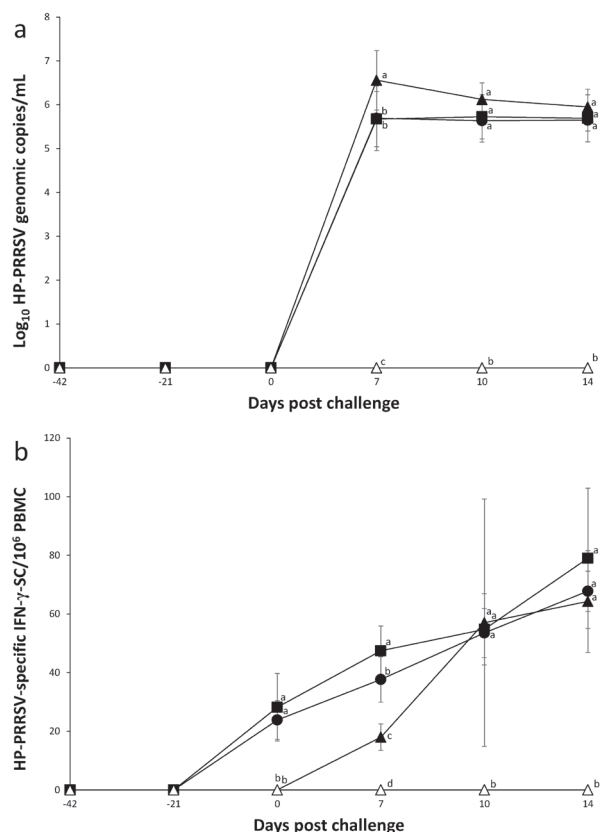 a
8
7
6
5
4
3
2
1
0
Log10 HP-PRRSV genomic copies/mL
a
b
b
c
a
a
a
b
a
a
a
b
-42
-21
0
7
10
14
Days post challenge
b
120
100
80
60
40
20
0
HP-PRRSV-specific IFN-γ-SC/10⁶ PBMC
a
a
b
b
a
b
c
d
a
a
a
b
a
a
a
b
-42
-21
0
7
10
14
Days post challenge